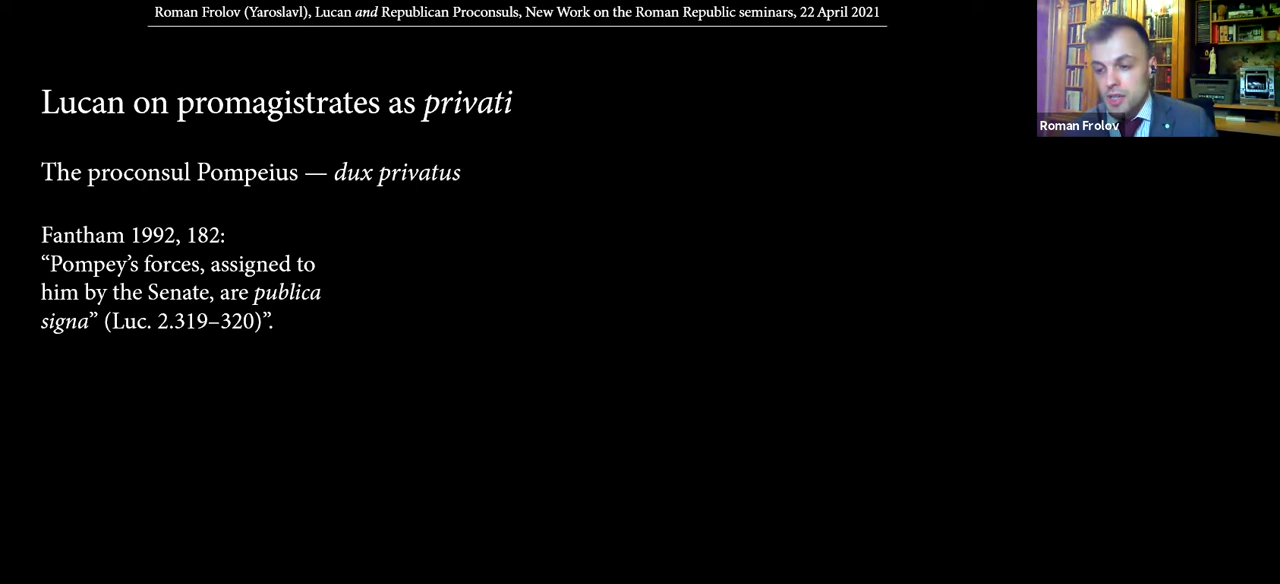 Roman Frolov (Yaroslavl), Lucan and Republican Proconsuls, New Work on the Roman Republic seminars, 22 April 2021
Roman Frolov
Lucan on promagistrates as privati
The proconsul Pompeius — dux privatus
Fantham 1992, 182:
“Pompey’s forces, assigned to
him by the Senate, are publica
signa” (Luc. 2.319–320)”.